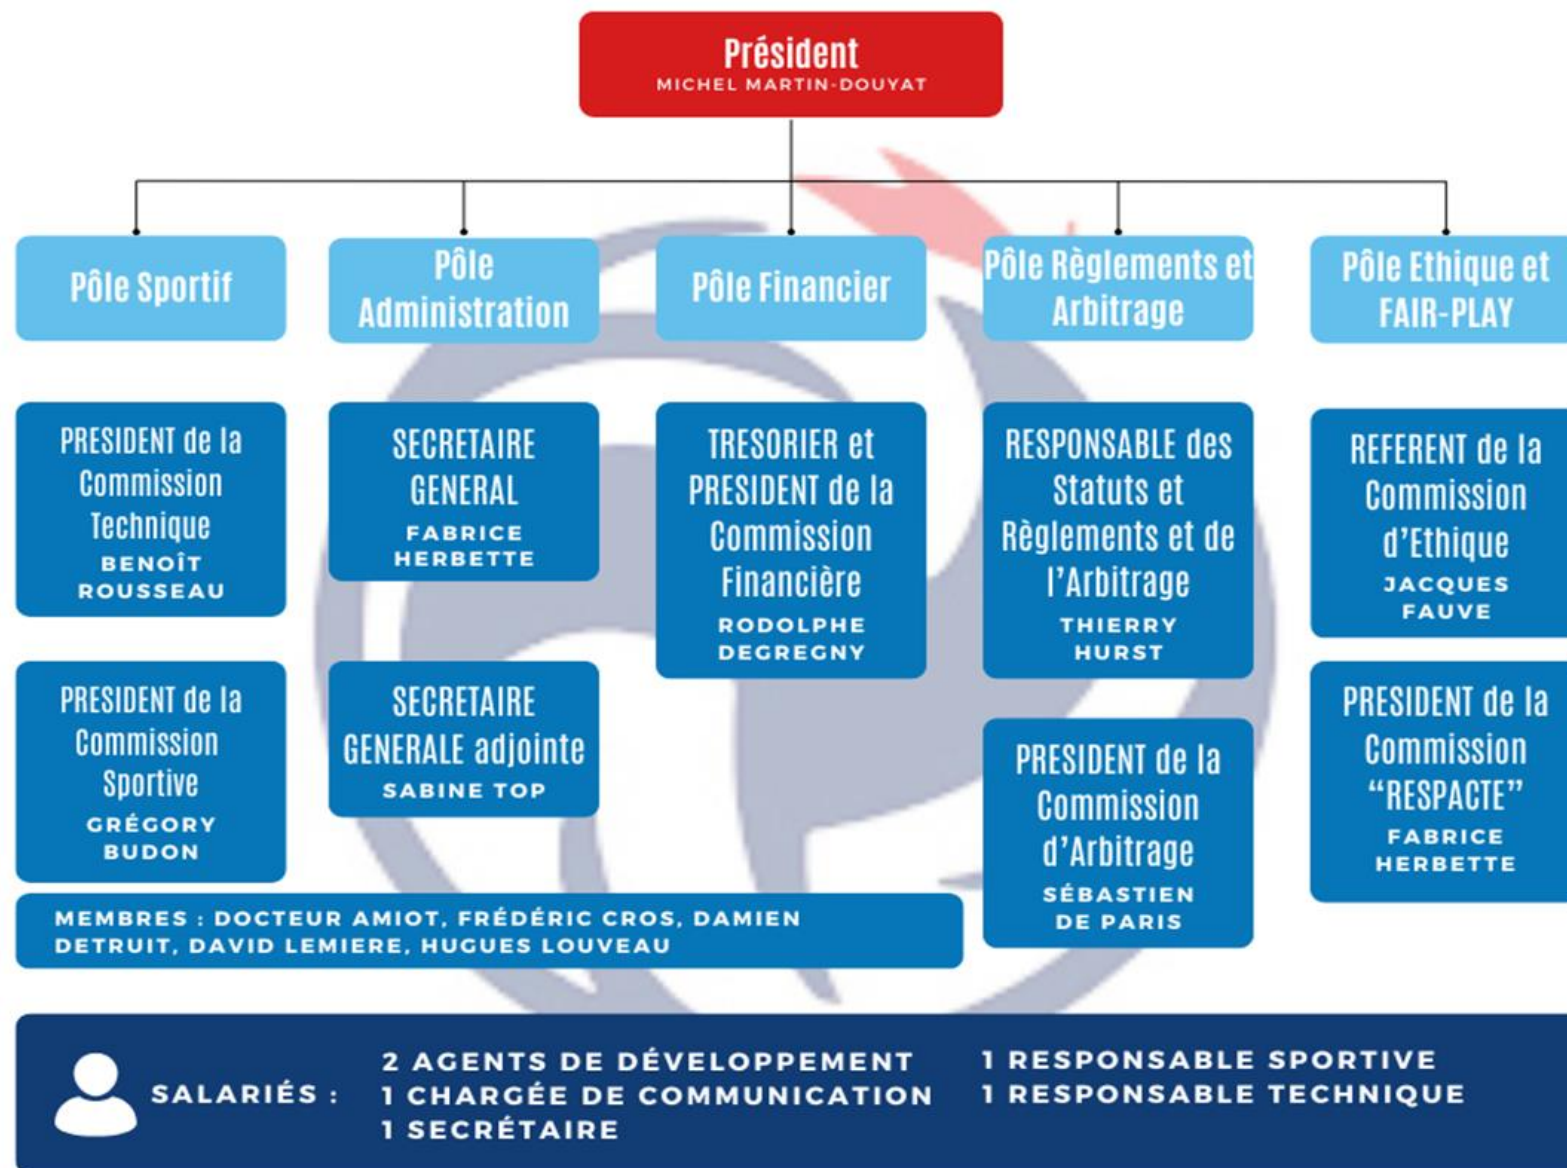 Président
MICHEL MARTIN-DOUYAT
Pôle Sportif
Pôle
Administration
Pôle Financier
Pôle Règlements et
Arbitrage
Pôle Ethique et
FAIR-PLAY
PRESIDENT de la
Commission
Technique
BENOÎT
ROUSSEAU
PRESIDENT de la
Commission
Sportive
GRÉGORY
BUDON
SECRETAIRE
GENERAL
FABRICE
HERBETTE
SECRETAIRE
GENERALE adjointe
SABINE TOP
TRESORIER et
PRESIDENT de la
Commission
Financière
RODOLPHE
DEGREGNY
RESPONSABLE des
Statuts et
Règlements et de
l’Arbitrage
THIERRY
HURST
PRESIDENT de la
Commission
d’Arbitrage
SÉBASTIEN
DE PARIS
REFERENT de la
Commission
d’Ethique
JACQUES
FAUVE
PRESIDENT de la
Commission
“RESPACTE”
FABRICE
HERBETTE
MEMBRES : DOCTEUR AMIOT, FRÉDÉRIC CROS, DAMIEN
DETRUIT, DAVID LEMIERE, HUGUES LOUVEAU
SALARIÉS :
2 AGENTS DE DÉVELOPPEMENT
1 CHARGÉE DE COMMUNICATION
1 SECRÉTAIRE
1 RESPONSABLE SPORTIVE
1 RESPONSABLE TECHNIQUE